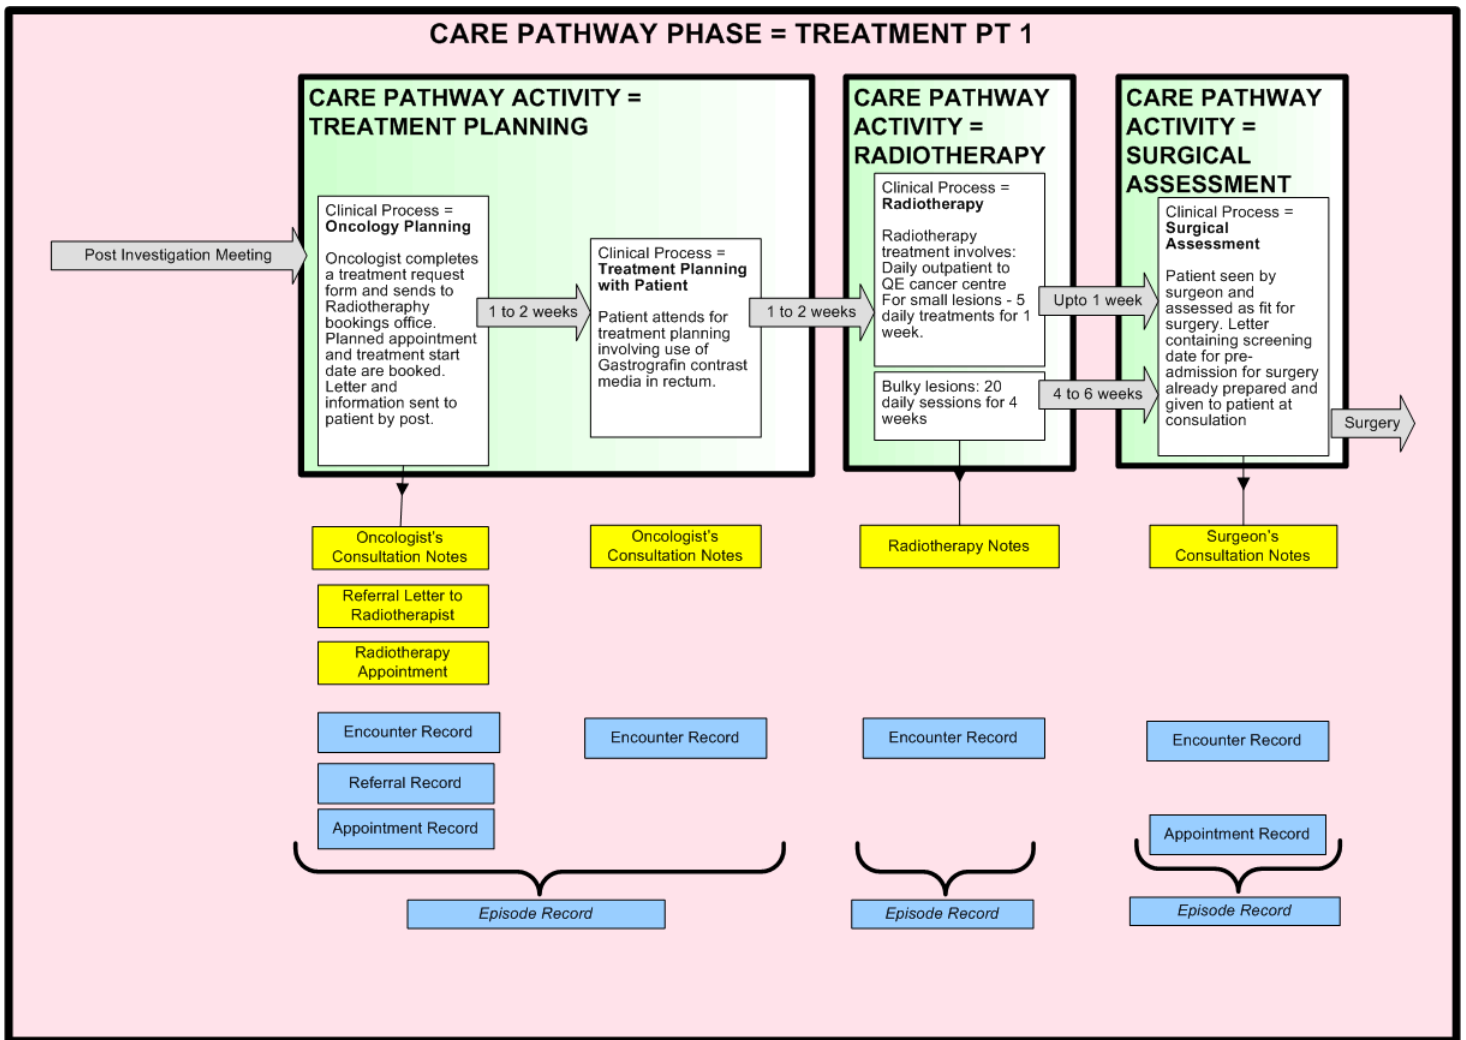 CARE PATHWAY PHASE = TREATMENT PT 1
CARE PATHWAY ACTIVITY =
TREATMENT PLANNING
CARE PATHWAY
ACTIVITY =
RADIOTHERAPY
CARE PATHWAY
ACTIVITY =
SURGICAL
ASSESSMENT
Post Investigation Meeting
Clinical Process =
Oncology Planning
Oncologist completes
a treatment request
form and sends to
Radiotheraphy
bookings office.
Planned appointment
and treatment start
date are booked.
Letter and
information sent to
patient by post.
1 to 2 weeks
Clinical Process =
Treatment Planning
with Patient
Patient attends for
treatment planning
involving use of
Gastrografin contrast
media in rectum.
1 to 2 weeks
Clinical Process =
Radiotherapy
Radiotherapy
treatment involves:
Daily outpatient to
QE cancer centre
For small lesions - 5
daily treatments for 1
week.
Bulky lesions: 20
daily sessions for 4
weeks
Upto 1 week
4 to 6 weeks
Clinical Process =
Surgical
Assessment
Patient seen by
surgeon and
assessed as fit for
surgery. Letter
containing screening
date for pre-
admission for surgery
already prepared and
given to patient at
consulation
Surgery
Oncologist's
Consultation Notes
Oncologist's
Consultation Notes
Radiotherapy Notes
Surgeon's
Consultation Notes
Referral Letter to
Radiotherapist
Radiotherapy
Appointment
Encounter Record
Encounter Record
Encounter Record
Encounter Record
Referral Record
Appointment Record
Appointment Record
Episode Record
Episode Record
Episode Record